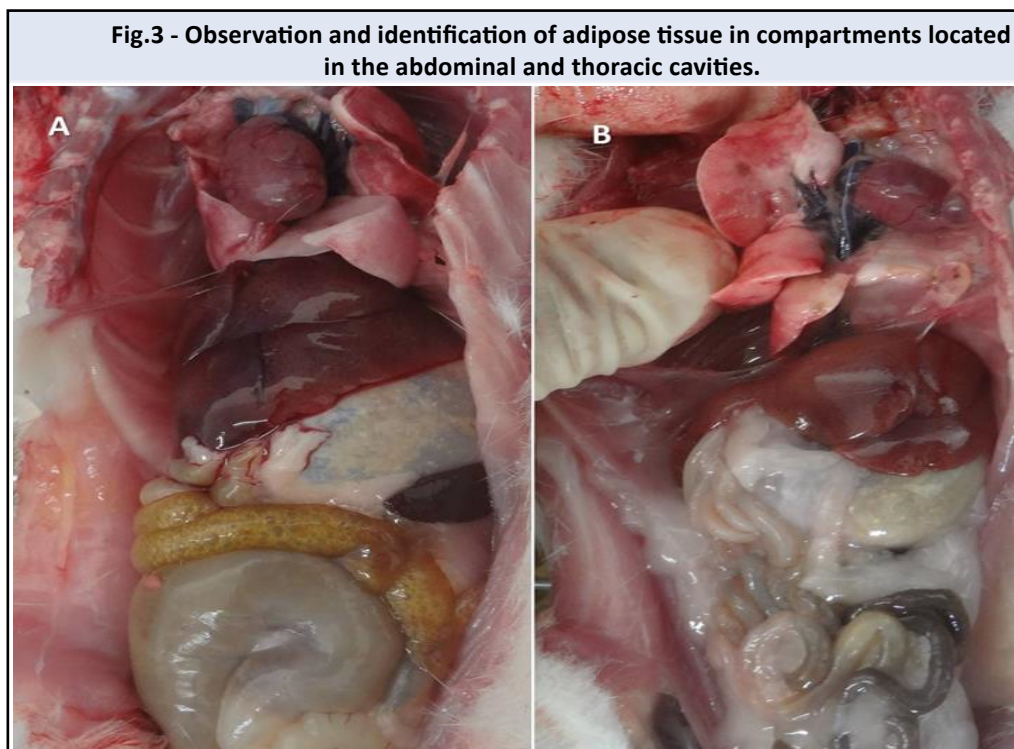 Fig.3 - Observation and identification of adipose tissue in compartments located
in the abdominal and thoracic cavities.
A
B